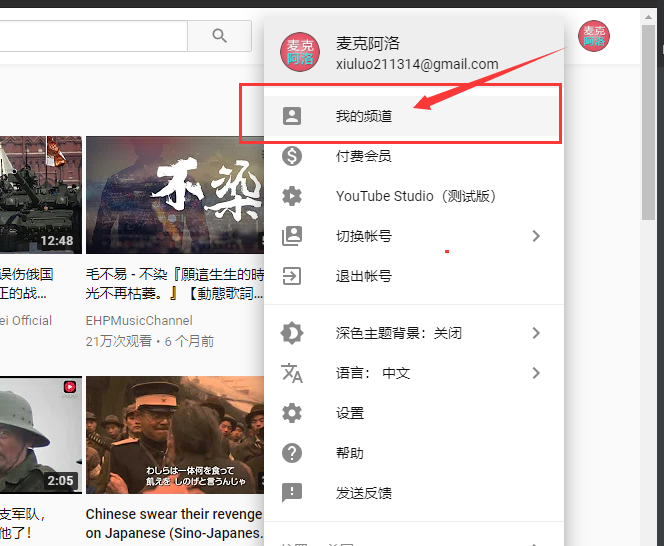 麦克
阿洛
麦克阿洛
xiuluo211314@gmail.com
麦克
阿洛
我的频道
付费会员
YouTube Studio（测试版）
切换帐号
退出帐号
深色主题背景：关闭
语言： 中文
设置
帮助
发送反馈
12:48
不染
误伤俄国
正的战...
ei Official
毛不易 - 不染『願這生生的時
光不再枯萎。』【動態歌詞...
EHPMusicChannel
21万次观看 • 6 个月前
2:05
わしらは一体何を食って
飢えを しのげと言うんじゃ
支军队，
他了！
Chinese swear their revenge
on Japanese (Sino-Japanes...